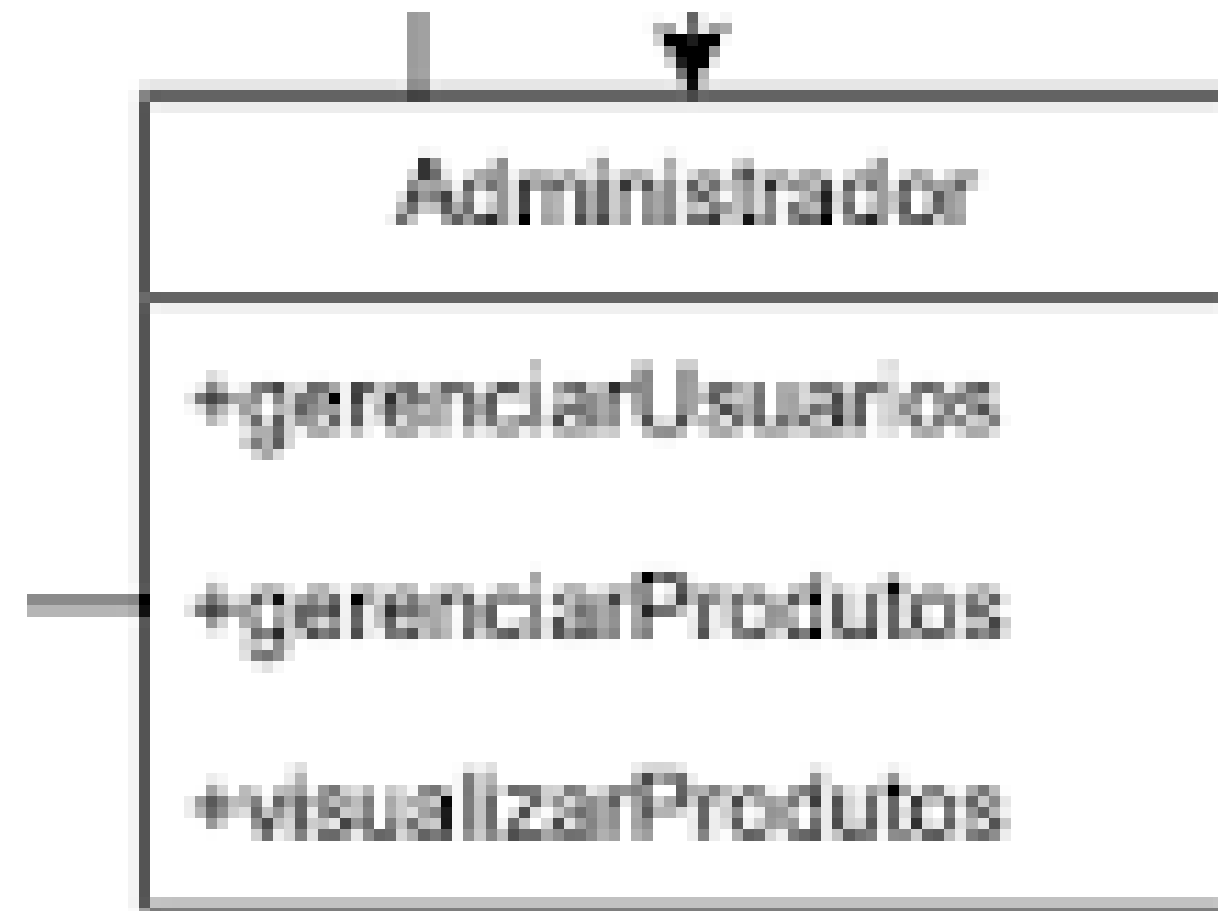 Administrador
+gerenciarUsuarios
+gerenciarProdutos
+visualizarProdutos